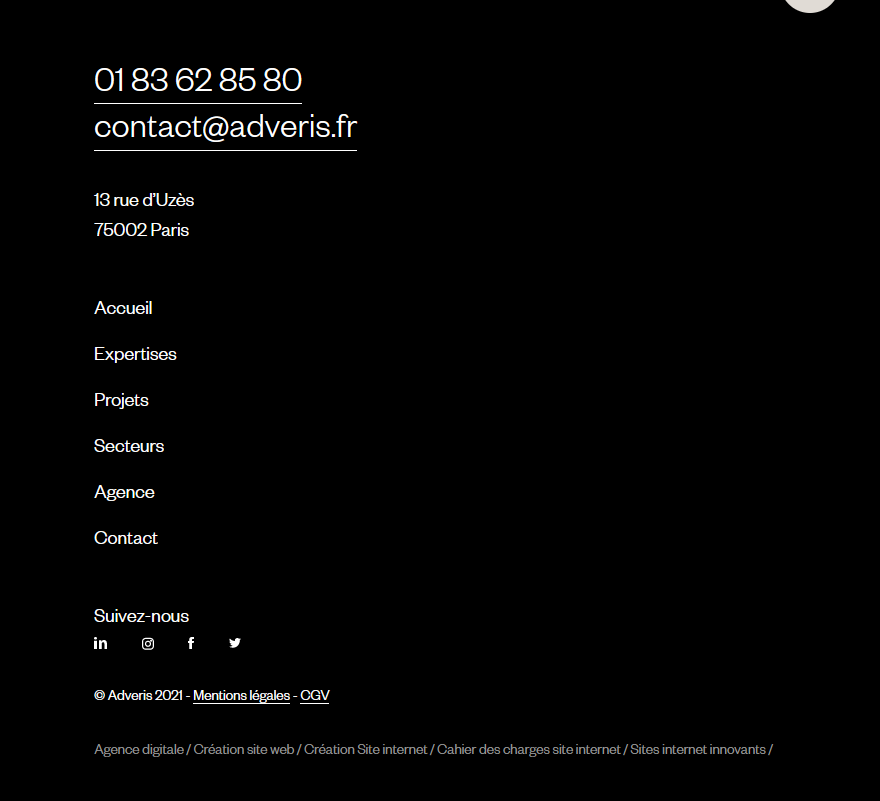 01 83 62 85 80
contact@adveris.fr
13 rue d’Uzès
75002 Paris
Accueil
Expertises
Projets
Secteurs
Agence
Contact
Suivez-nous
© Adveris 2021 - Mentions légales - CGV
Agence digitale / Création site web / Création Site internet / Cahier des charges site internet / Sites internet innovants /